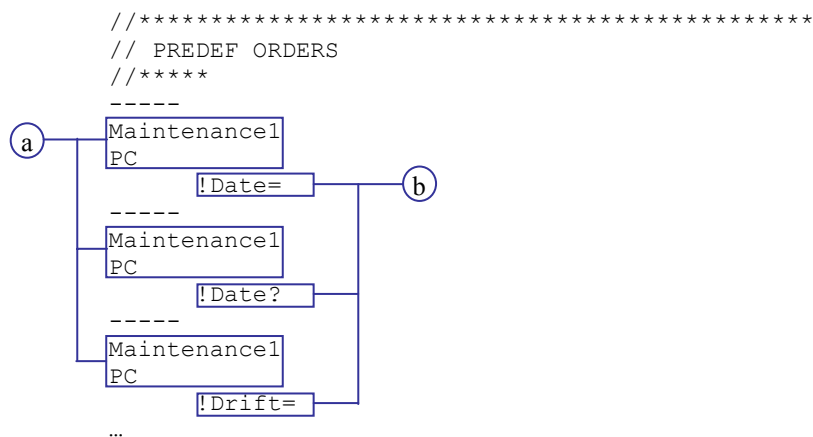 //***********************************************
// PREDEF ORDERS
//*****
-----
a
Maintenance1
PC
!Date=
b
-----
Maintenance1
PC
!Date?
-----
Maintenance1
PC
!Drift=
…